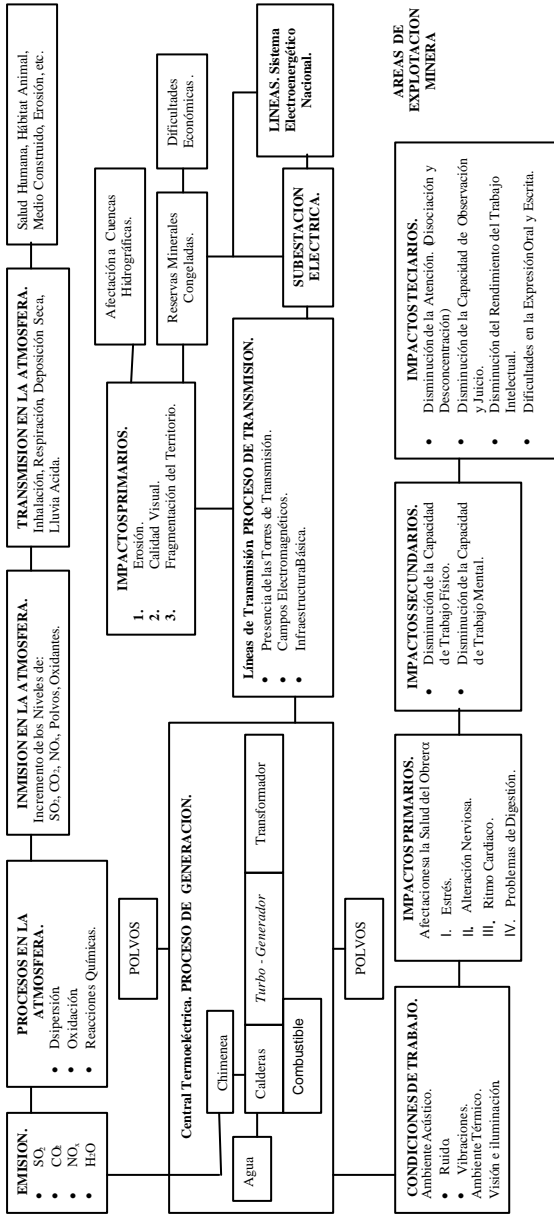 EMISION.
• SO2
• CO2
• NOx
• H2O
PROCESOS EN LA
ATMOSFERA.
• Dsipersión
• Oxidación
• Reacciones Químicas.
INMISION EN LA ATMOSFERA.
Incremento de los Niveles de:
SO2, CO2, NOx, Polvos, Oxidantes.
TRANSMISION EN LA ATMOSFERA.
Inhalación, Respiración, Deposición Seca,
Lluvia Acida.
Salud Humana, Hábitat Animal,
Medio Construido, Erosión, etc.
POLVOS
Central Termoeléctrica. PROCESO DE GENERACION.
Chimenea
Agua
Calderas
Turbo - Generador
Transformador
Combustible
POLVOS
IMPACTOS PRIMARIOS.
1. Erosión.
2. Calidad Visual.
3. Fragmentación del Territorio.
Afectación a Cuencas
Hidrográficas.
Reservas Minerales
Congeladas.
Dificultades
Económicas.
Líneas de Transmisión. PROCESO DE TRANSMISION.
• Presencia de las Torres de Transmisión.
• Campos Electromagnéticos.
• Infraestructura Básica.
SUBESTACION
ELECTRICA.
LINEAS. Sistema
Electroenergético
Nacional.
CONDICIONES DE TRABAJO.
Ambiente Acústico.
• Ruido.
• Vibraciones.
Ambiente Térmico.
Visión e iluminación.
IMPACTOS PRIMARIOS.
Afectaciones a la Salud del Obrero:
I. Estrés.
II. Alteración Nerviosa.
III. Ritmo Cardiaco.
IV. Problemas de Digestión.
IMPACTOS SECUNDARIOS.
• Disminución de la Capacidad
de Trabajo Físico.
• Disminución de la Capacidad
de Trabajo Mental.
IMPACTOS TECIARIOS.
• Disminución de la Atención. (Disociación y
Desconcentración)
• Disminución de la Capacidad de Observación
y Juicio.
• Disminución del Rendimiento del Trabajo
Intelectual.
• Dificultades en la Expresión Oral y Escrita.
AREAS DE
EXPLOTACION
MINERA